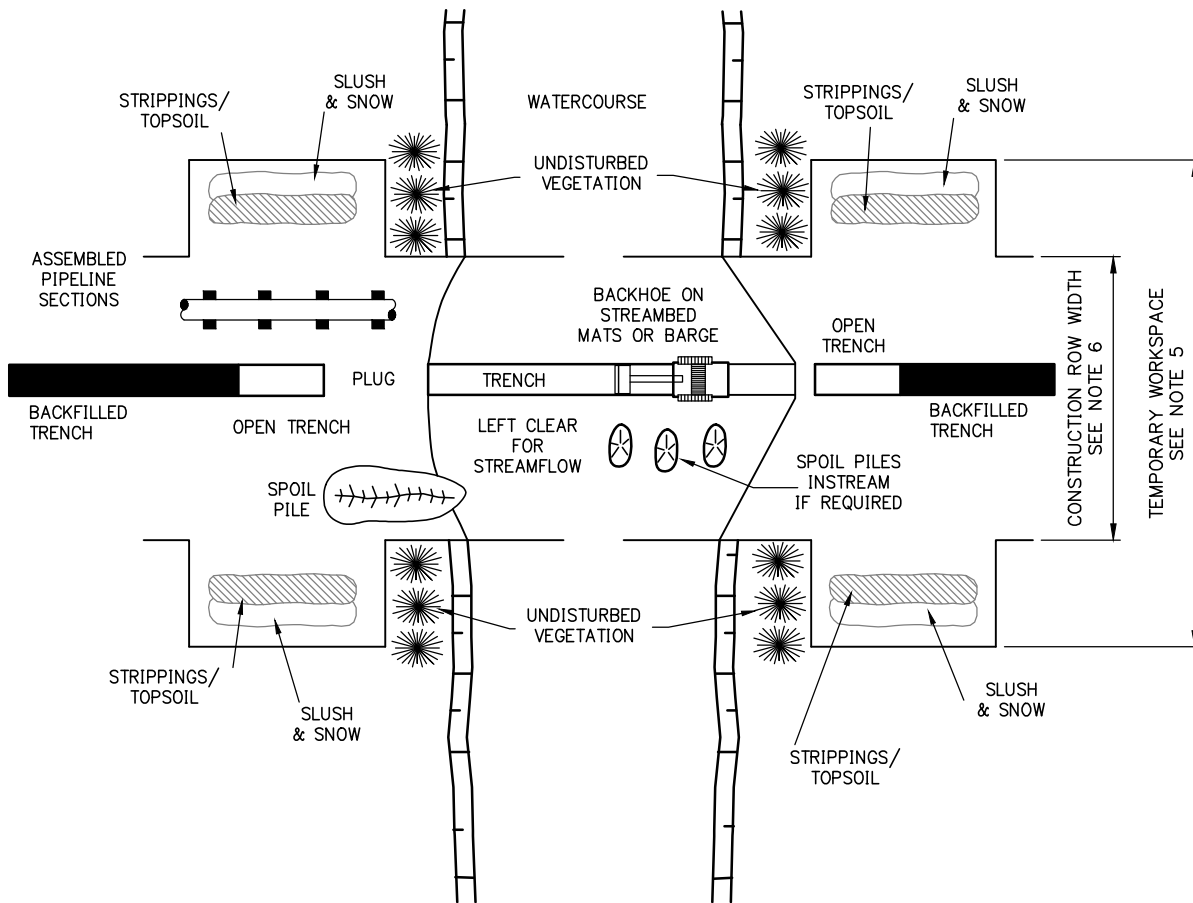 SLUSH
& SNOW
STRIPPINGS/
TOPSOIL
WATERCOURSE
STRIPPINGS/
TOPSOIL
SLUSH
& SNOW
UNDISTURBED
VEGETATION
ASSEMBLED
PIPELINE
SECTIONS
BACKHOE ON
STREAMBED
MATS OR BARGE
OPEN
TRENCH
PLUG
TRENCH
BACKFILLED
TRENCH
OPEN TRENCH
LEFT CLEAR
FOR
STREAMFLOW
BACKFILLED
TRENCH
SPOIL
PILE
SPOIL PILES
INSTREAM
IF REQUIRED
CONSTRUCTION ROW WIDTH
SEE NOTE 6
TEMPORARY WORKSPACE
SEE NOTE 5
UNDISTURBED
VEGETATION
STRIPPINGS/
TOPSOIL
SLUSH
& SNOW
SLUSH
& SNOW
STRIPPINGS/
TOPSOIL